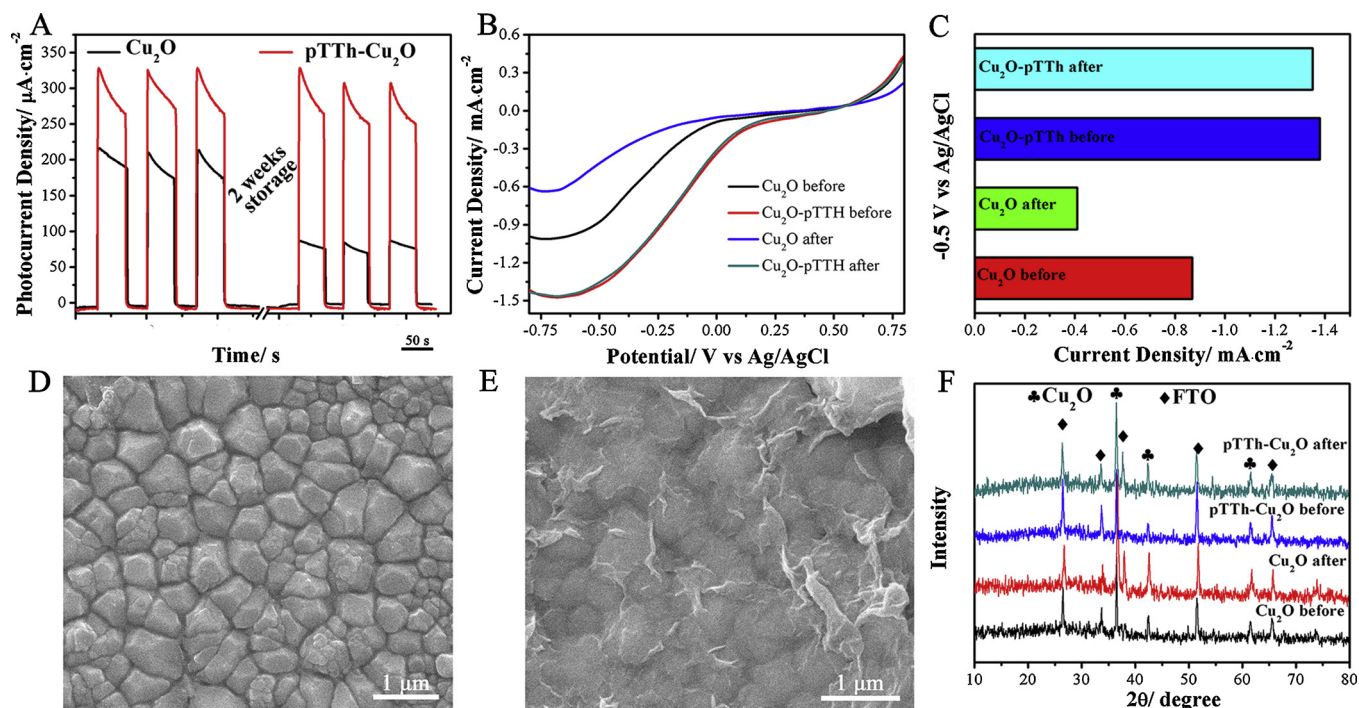 A
Cu₂O
pTTh-Cu₂O
Photocurrent Density/ μA·cm⁻²
350
300
250
200
150
100
50
0
2 weeks
storage
Time/ s
50 s
B
Current Density/ mA·cm⁻²
0.6
0.3
0.0
-0.3
-0.6
-0.9
-1.2
-1.5
Cu₂O before
Cu₂O-pTTH before
Cu₂O after
Cu₂O-pTTH after
-0.75
-0.50
-0.25
0.00
0.25
0.50
0.75
Potential/ V vs Ag/AgCl
C
-0.5 V vs Ag/AgCl
Cu₂O-pTTh after
Cu₂O-pTTh before
Cu₂O after
Cu₂O before
0.0
-0.2
-0.4
-0.6
-0.8
-1.0
-1.2
-1.4
Current Density/ mA·cm⁻²
D
1 μm
E
1 μm
F
♣Cu₂O
♦FTO
Intensity
pTTh-Cu₂O after
pTTh-Cu₂O before
Cu₂O after
Cu₂O before
10
20
30
40
50
60
70
80
2θ/ degree